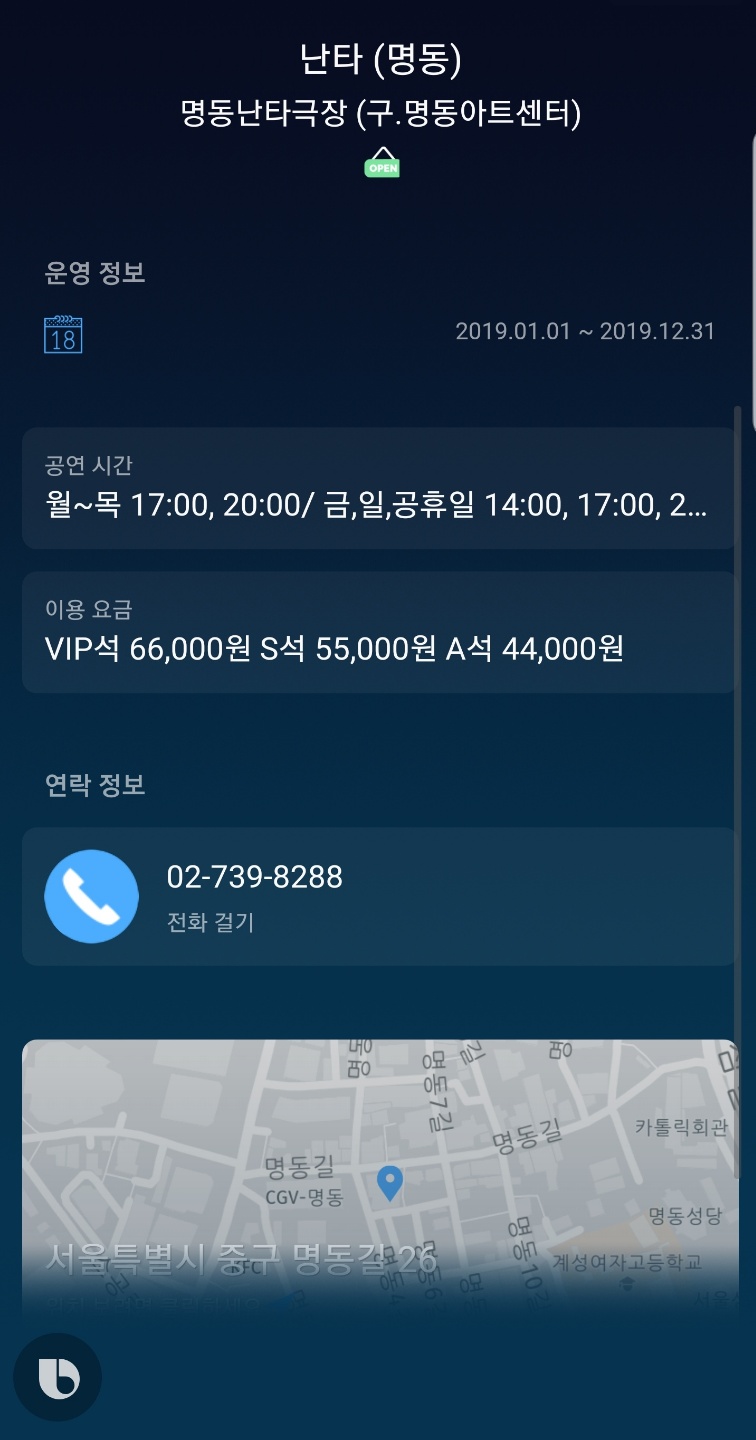 난타 (명동)
명동난타극장 (구.명동아트센터)
OPEN
운영 정보
18
2019.01.01 ~ 2019.12.31
공연 시간
월~목 17:00, 20:00/ 금,일,공휴일 14:00, 17:00, 2...
이용 요금
VIP석 66,000원 S석 55,000원 A석 44,000원
연락 정보
02-739-8288
전화 걸기
명동7길
명동길
카톨릭회관
명동길
CGV-명동
명동성당
서울특별시 중구 명동길 26
KFC
명동10길
계성여자고등학교